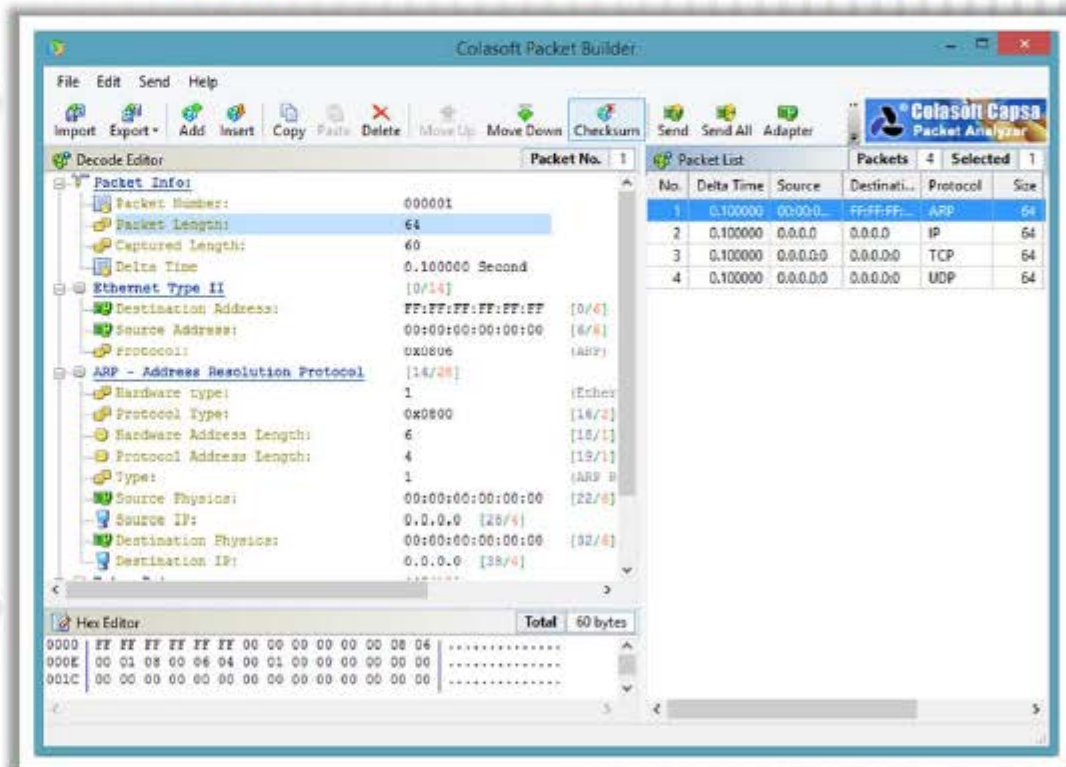 Colasoft Packet Builder
File Edit Send Help
Import Export Add Insert Copy Paste Delete Move Up Move Down Checksum Send Send All Adapter
Colasoft Capsa
Packet Analyzer
Decode Editor Packet No. 1
Packet Info:
Packet Number: 000001
Packet Length: 64
Captured Length: 60
Delta Time 0.100000 Second
Ethernet Type II [0/14]
Destination Address: FF:FF:FF:FF:FF:FF [0/6]
Source Address: 00:00:00:00:00:00 [6/6]
Protocol: 0x0806 (ARP)
ARP - Address Resolution Protocol [14/28]
Hardware type: 1 (Ether
Protocol Type: 0x0800 [16/2]
Hardware Address Length: 6 [18/1]
Protocol Address Length: 4 [19/1]
Type: 1 (ARP R
Source Physics: 00:00:00:00:00:00 [22/6]
Source IP: 0.0.0.0 [28/4]
Destination Physics: 00:00:00:00:00:00 [32/6]
Destination IP: 0.0.0.0 [38/4]
Hex Editor Total 60 bytes
0000 FF FF FF FF FF FF 00 00 00 00 00 00 08 06 ..............
000E 00 01 08 00 06 04 00 01 00 00 00 00 00 00 ..............
001C 00 00 00 00 00 00 00 00 00 00 00 00 00 00 ..............
Packet List Packets 4 Selected 1
No. Delta Time Source Destinati... Protocol Size
1 0.100000 00:00:0... FF:FF:FF:... ARP 64
2 0.100000 0.0.0.0 0.0.0.0 IP 64
3 0.100000 0.0.0.0:0 0.0.0.0:0 TCP 64
4 0.100000 0.0.0.0:0 0.0.0.0:0 UDP 64